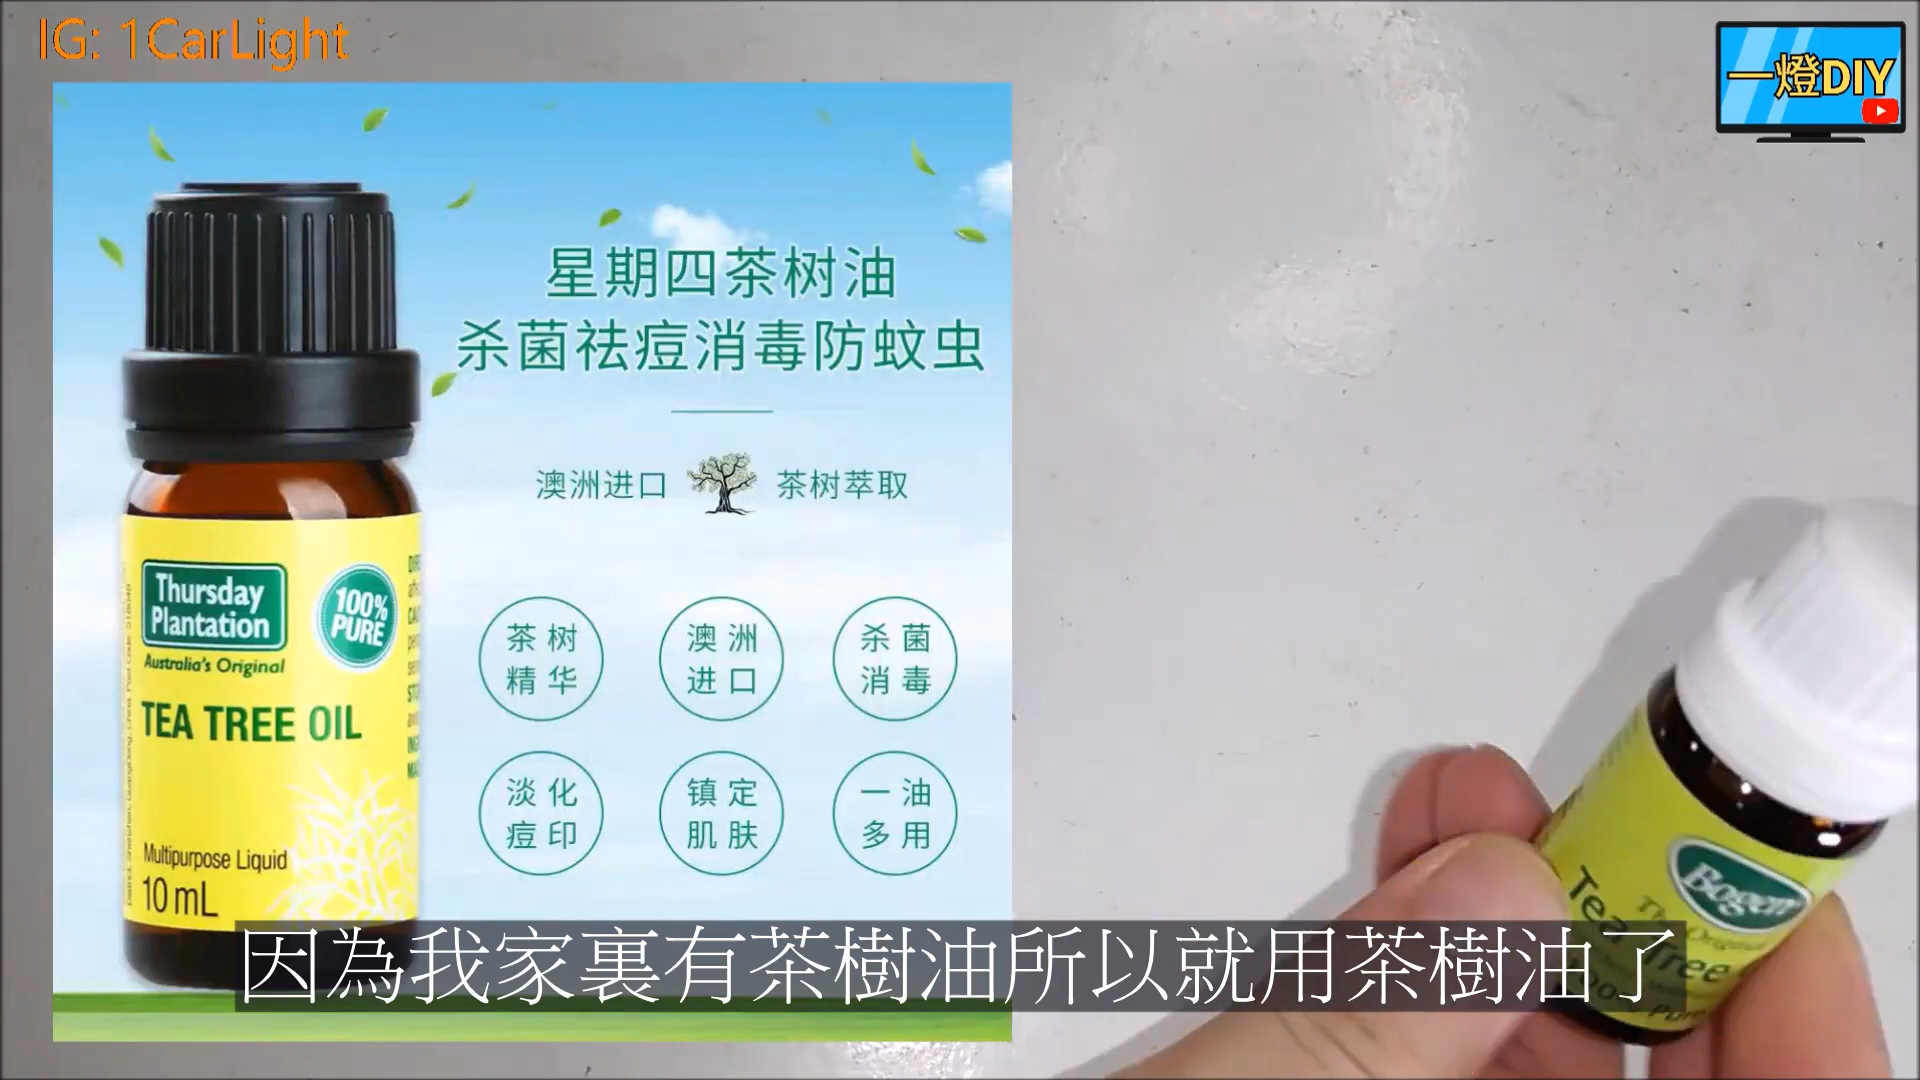 IG: 1CarLight
一燈DIY
星期四茶树油
杀菌祛痘消毒防蚊虫
澳洲进口
茶树萃取
Thursday
Plantation
Australia's Original
100%
PURE
TEA TREE OIL
Multipurpose Liquid
10 mL
茶树
精华
澳洲
进口
杀菌
消毒
淡化
痘印
镇定
肌肤
一油
多用
Bogen
Tea Tree
因為我家裏有茶樹油所以就用茶樹油了